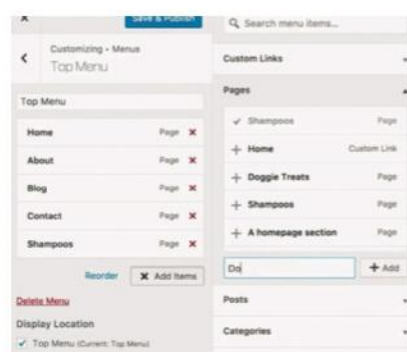 Save & Publish
Customizing • Menus
Top Menu
Top Menu
Home Page
About Page
Blog Page
Contact Page
Shampoos Page
Reorder Add Items
Delete Menu
Display Location
Top Menu (Current: Top Menu)
Search menu items...
Custom Links
Pages
Shampoos Page
Home Custom Link
Doggie Treats Page
Shampoos Page
A homepage section Page
Do + Add
Posts
Categories